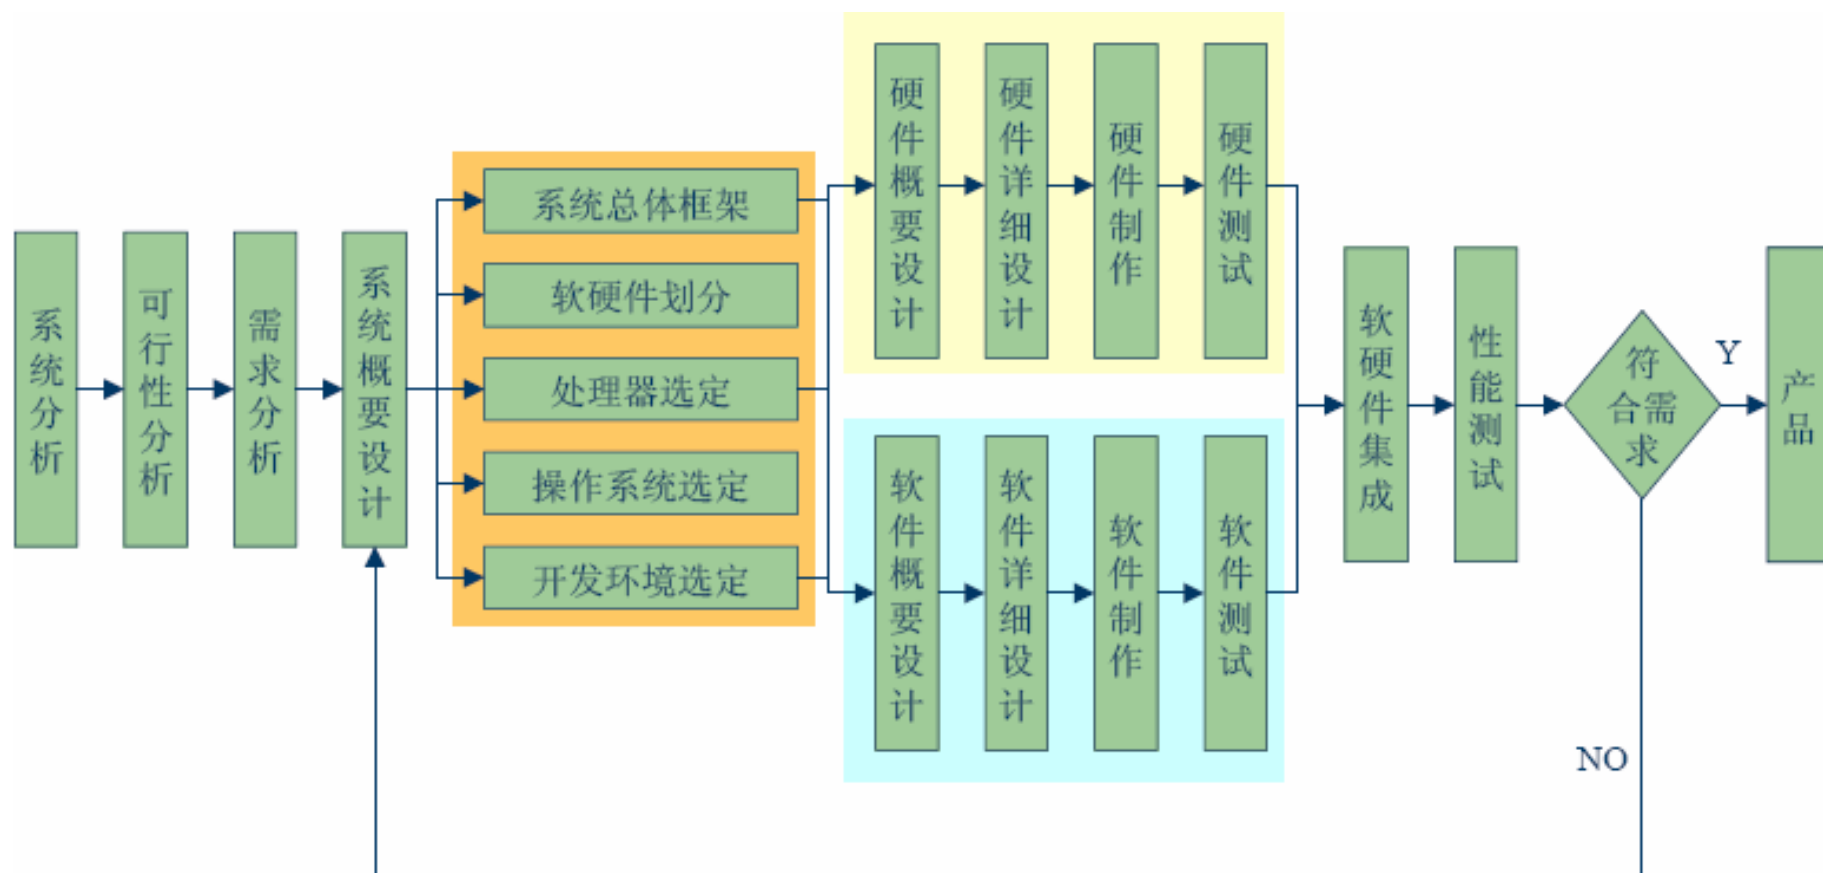 系统分析
可行性分析
需求分析
系统概要设计
系统总体框架
软硬件划分
处理器选定
操作系统选定
开发环境选定
硬件概要设计
硬件详细设计
硬件制作
硬件测试
软件概要设计
软件详细设计
软件制作
软件测试
软硬件集成
性能测试
符
合需
求
Y
NO
产品